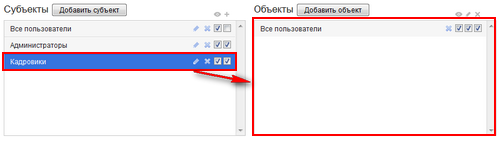 Субъекты Добавить субъект
Все пользователи
Администраторы
Кадровики
Объекты Добавить объект
Все пользователи